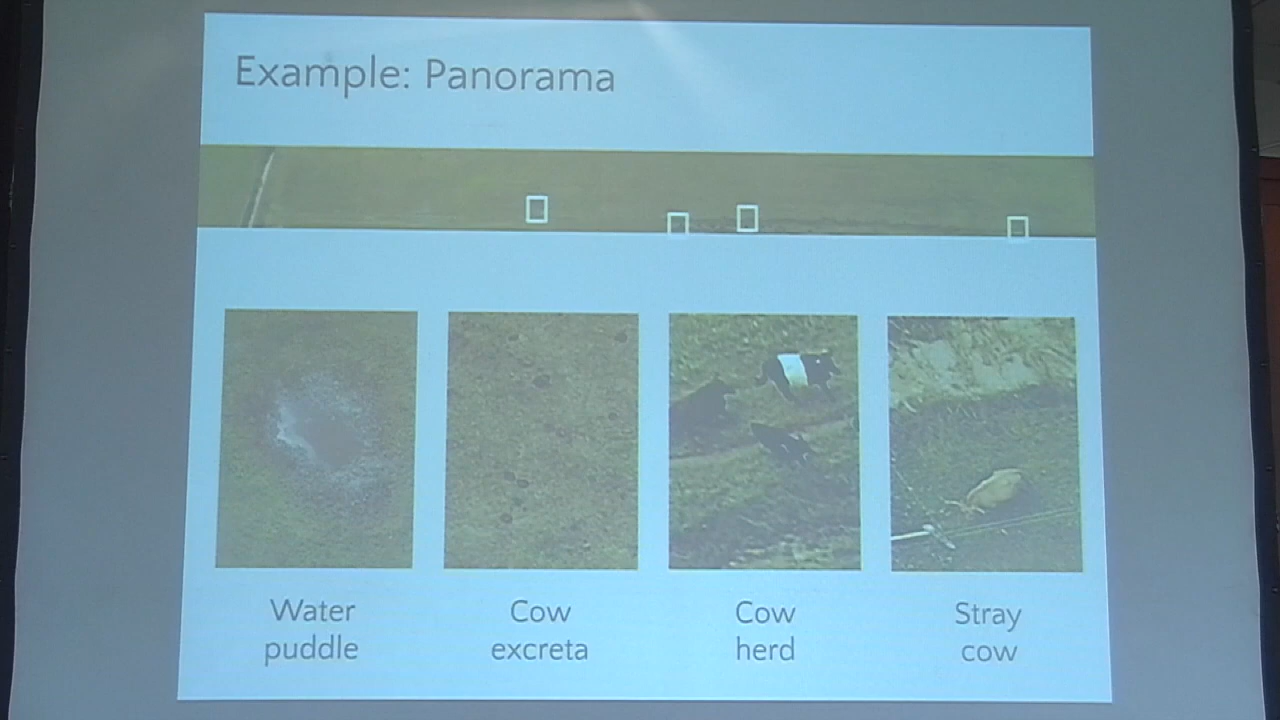 Example: Panorama
Water
puddle
Cow
excreta
Cow
herd
Stray
cow